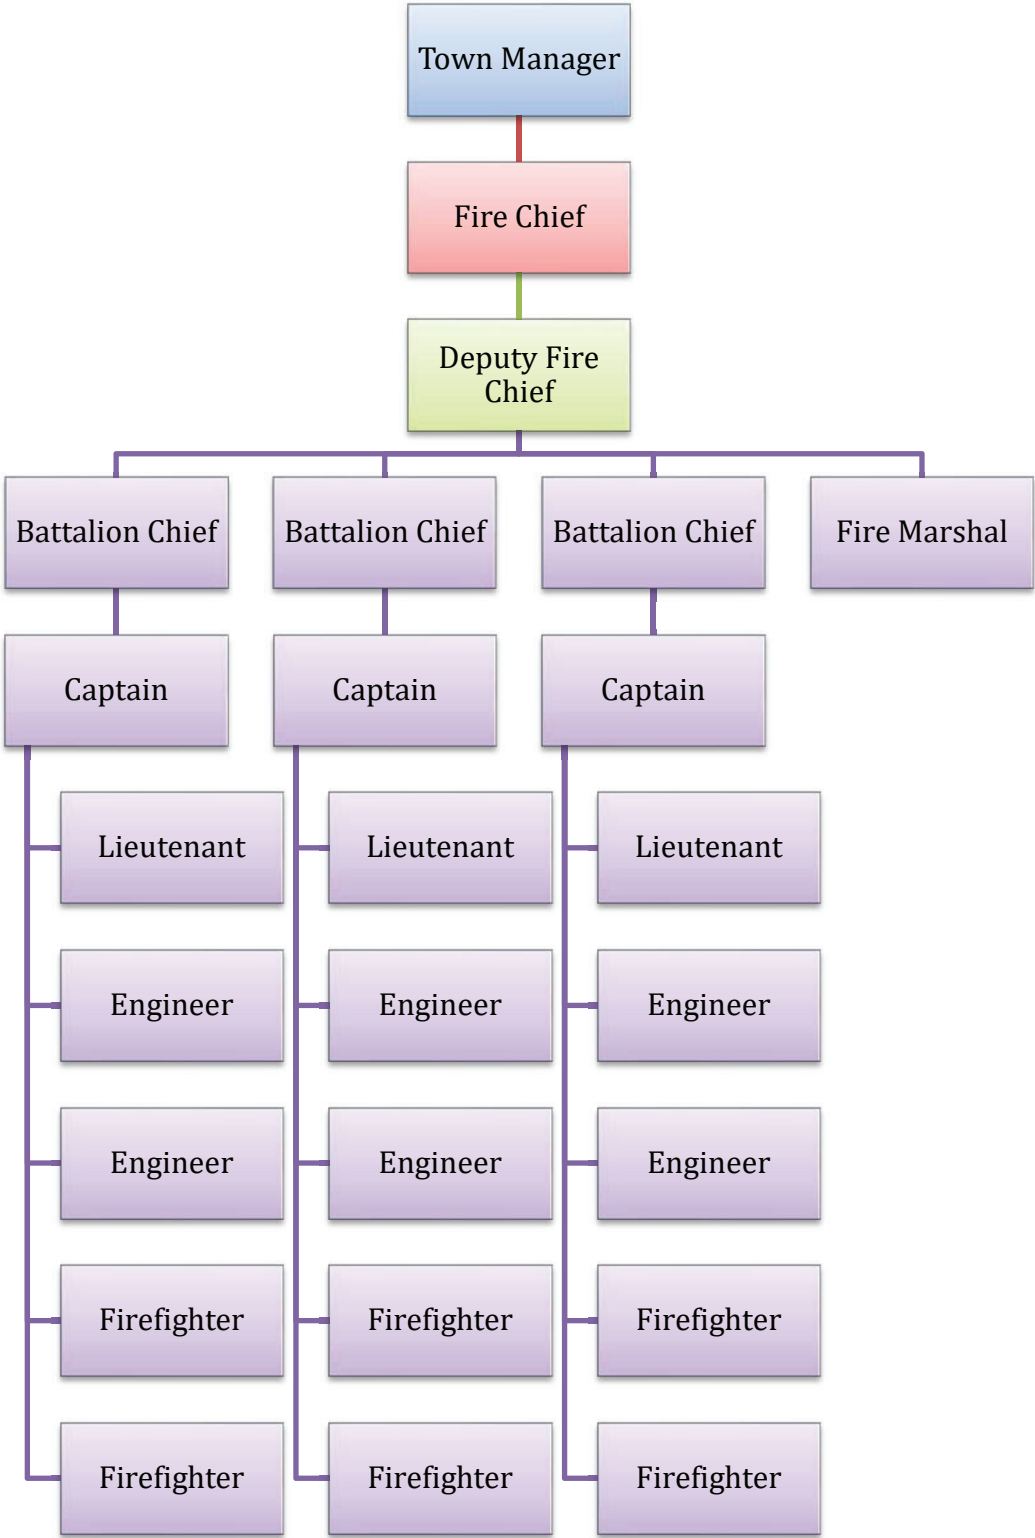 Town Manager
Fire Chief
Deputy Fire
Chief
Battalion Chief
Battalion Chief
Battalion Chief
Fire Marshal
Captain
Captain
Captain
Lieutenant
Lieutenant
Lieutenant
Engineer
Engineer
Engineer
Engineer
Engineer
Engineer
Firefighter
Firefighter
Firefighter
Firefighter
Firefighter
Firefighter